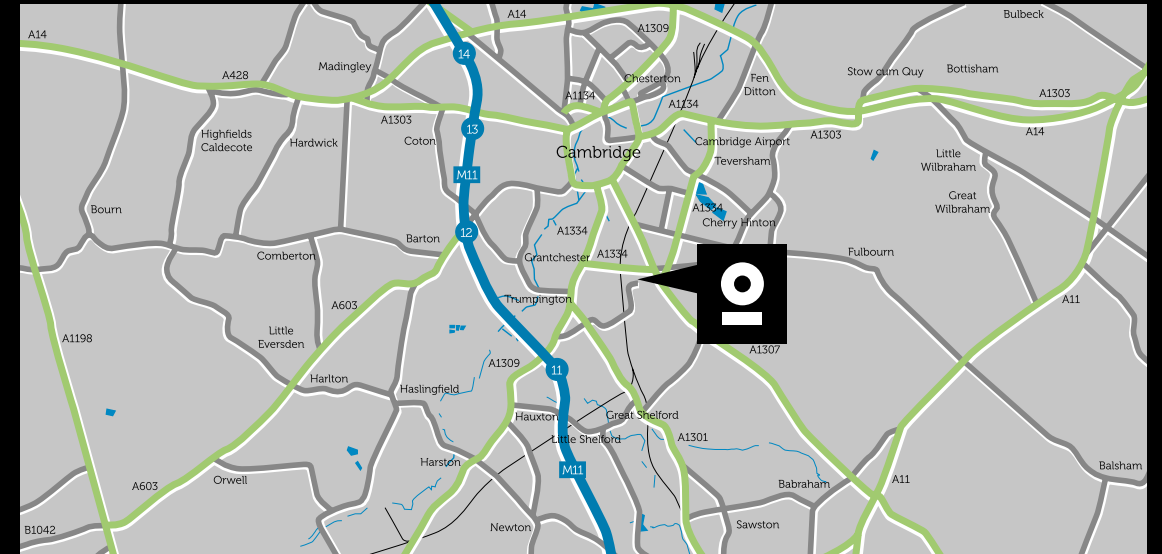 Bulbeck
A14
A1309
A14
14
Madingley
A428
Chesterton
Fen
Ditton
Stow cum Quy
Bottisham
A1134
A1134
A1303
A1303
13
A14
A1303
Highfields
Caldecote
Hardwick
Coton
Cambridge Airport
Cambridge
Teversham
Little
Wilbraham
M11
Great
Wilbraham
Bourn
A1334
Cherry Hinton
12
Barton
A1334
Comberton
Grantchester
A1334
Fulbourn
A603
Trumpington
A11
A1198
Little
Eversden
A1307
A1309
11
Harlton
Haslingfield
Hauxton
Great Shelford
Little Shelford
A1301
Harston
M11
Balsham
Orwell
A603
Babraham
A11
B1042
Newton
Sawston